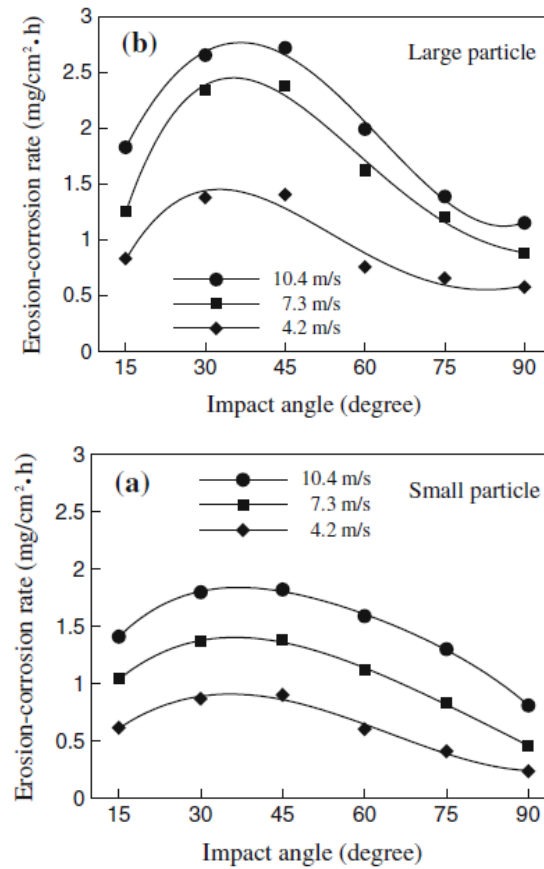 3
(b)
Large particle
2.5
2
1.5
1
0.5
0
10.4 m/s
7.3 m/s
4.2 m/s
15 30 45 60 75 90
Impact angle (degree)
Erosion-corrosion rate (mg/cm²·h)
3
(a)
Small particle
2.5
2
1.5
1
0.5
0
10.4 m/s
7.3 m/s
4.2 m/s
15 30 45 60 75 90
Impact angle (degree)
Erosion-corrosion rate (mg/cm²·h)